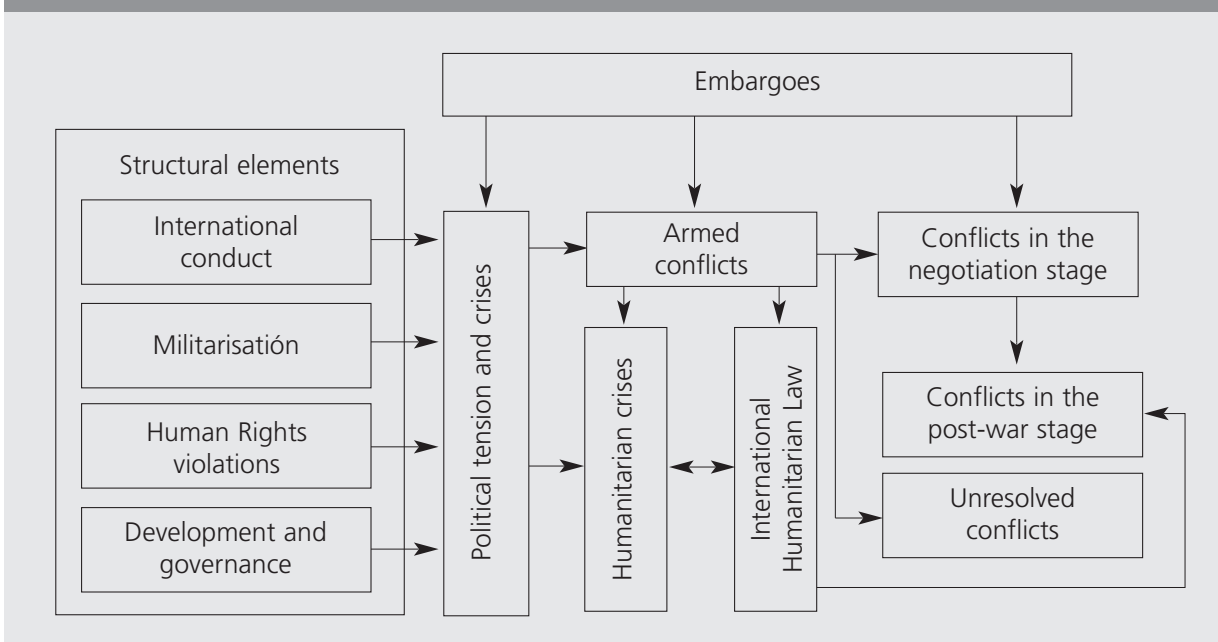 Embargoes
Structural elements
International
conduct
Militarisatión
Human Rights
violations
Development and
governance
Political tension and crises
Armed
conflicts
Humanitarian crises
International
Humanitarian Law
Conflicts in the
negotiation stage
Conflicts in the
post-war stage
Unresolved
conflicts